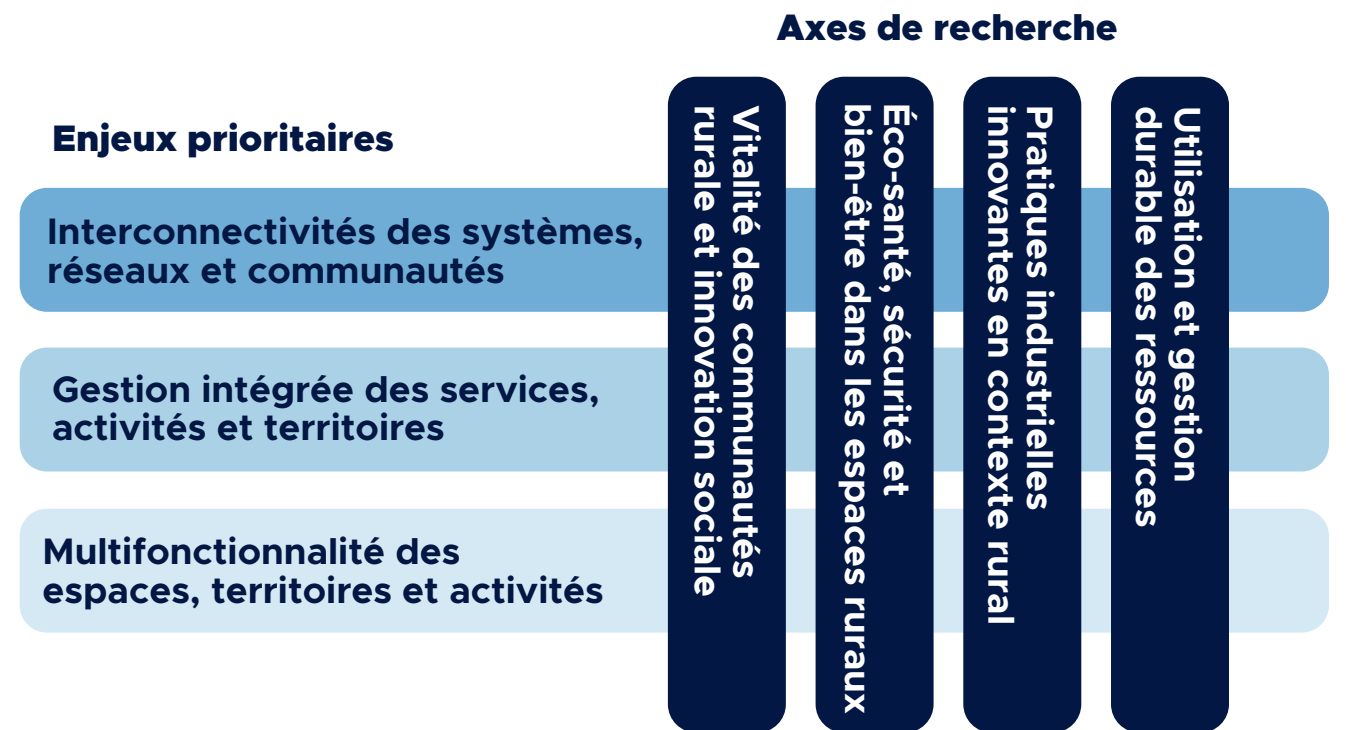 Axes de recherche
Enjeux prioritaires
Interconnectivités des systèmes,
réseaux et communautés
Gestion intégrée des services,
activités et territoires
Multifonctionnalité des
espaces, territoires et activités
Vitalité des communautés
rurale et innovation sociale
Éco-santé, sécurité et
bien-être dans les espaces ruraux
Pratiques industrielles
innovantes en contexte rural
Utilisation et gestion
durable des ressources